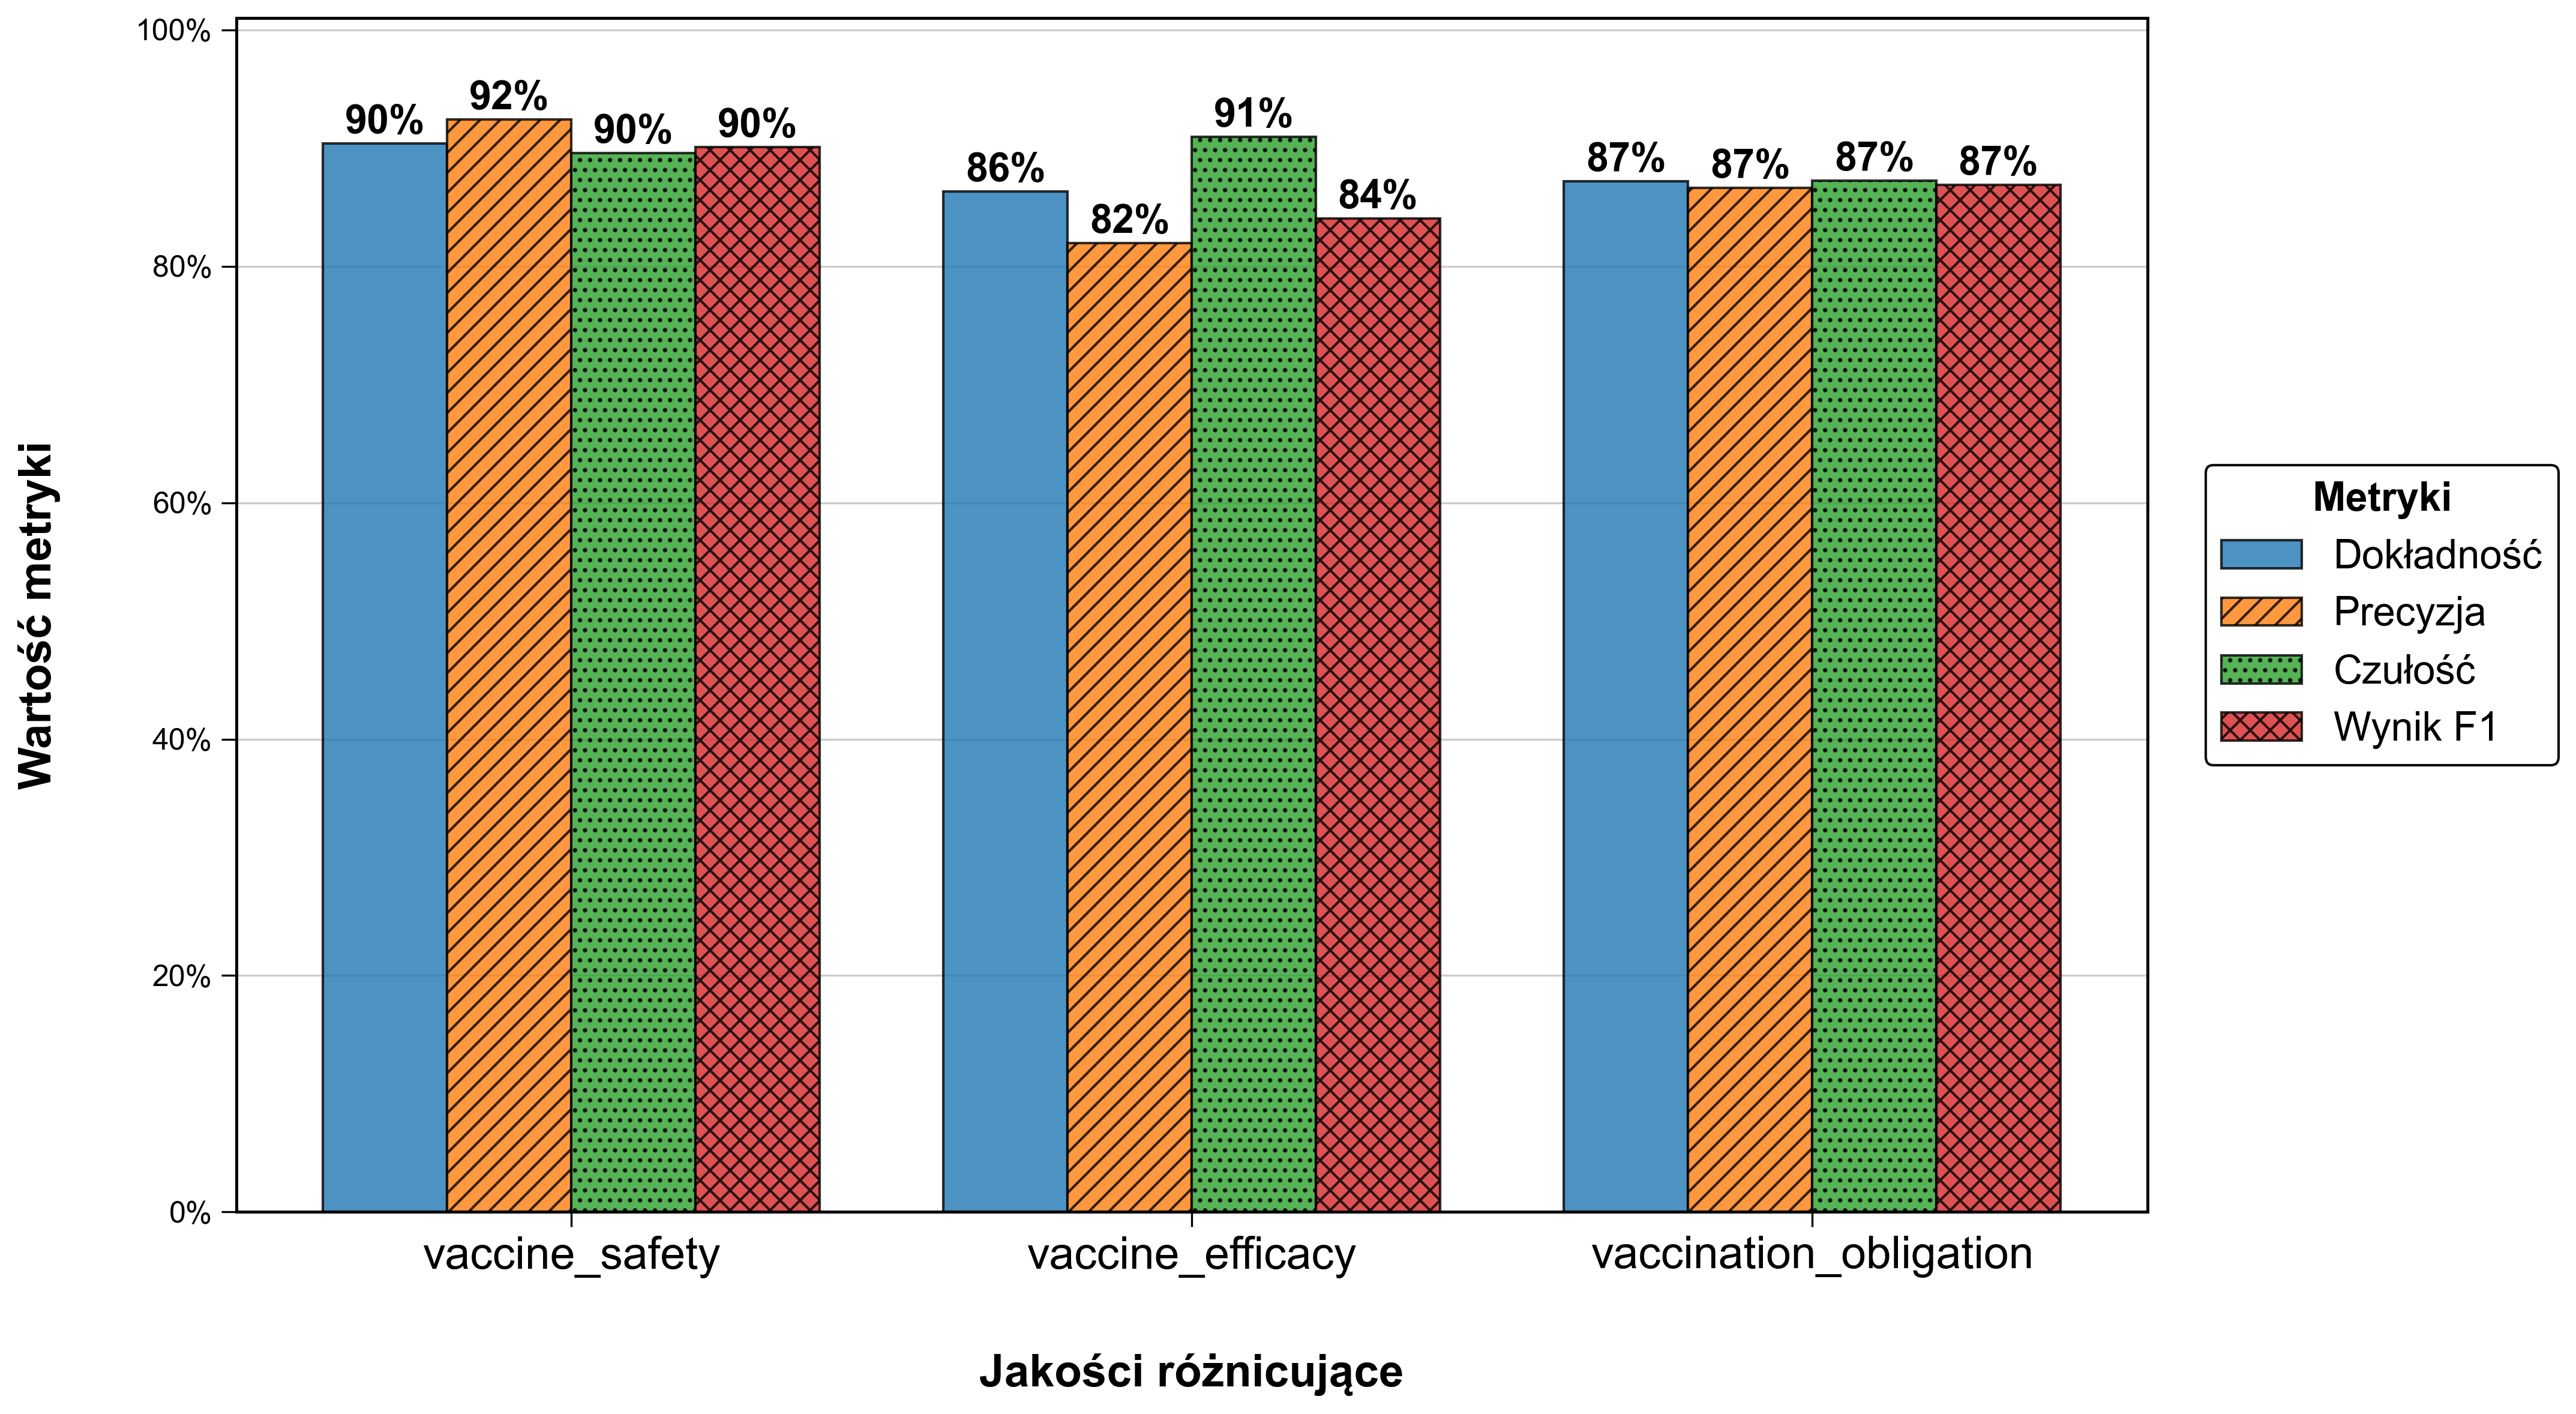 100%
80%
60%
40%
20%
0%
Wartość metryki
90%
92%
90%
90%
86%
82%
91%
84%
87%
87%
87%
87%
vaccine_safety
vaccine_efficacy
vaccination_obligation
Jakości różnicujące
Metryki
Dokładność
Precyzja
Czułość
Wynik F1